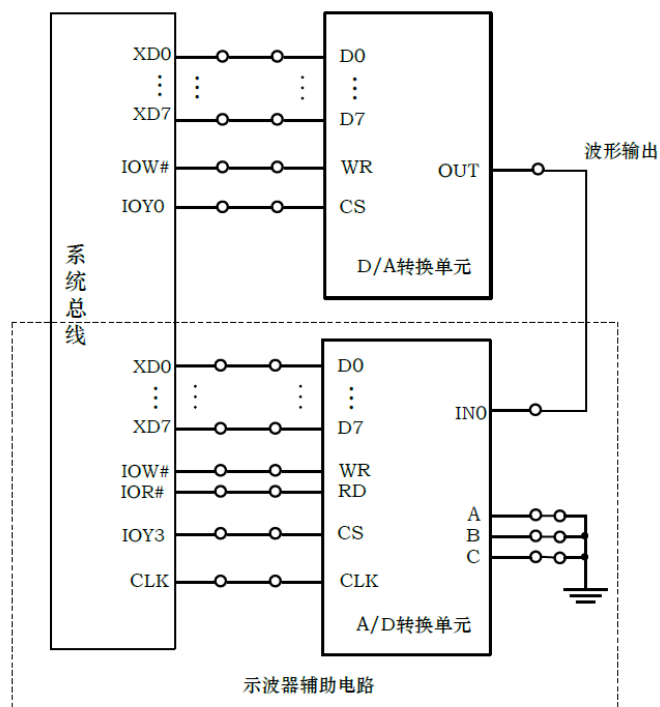 XD0 D0
⋮ ⋮ ⋮ ⋮
XD7 D7
IOW# WR
OUT
波形输出
IOY0 CS
D/A转换单元
系统总线
XD0 D0
⋮ ⋮ ⋮ ⋮
XD7 D7
IN0
IOW# WR
IOR# RD
IOY3 CS
CLK CLK
A
B
C
A/D转换单元
示波器辅助电路